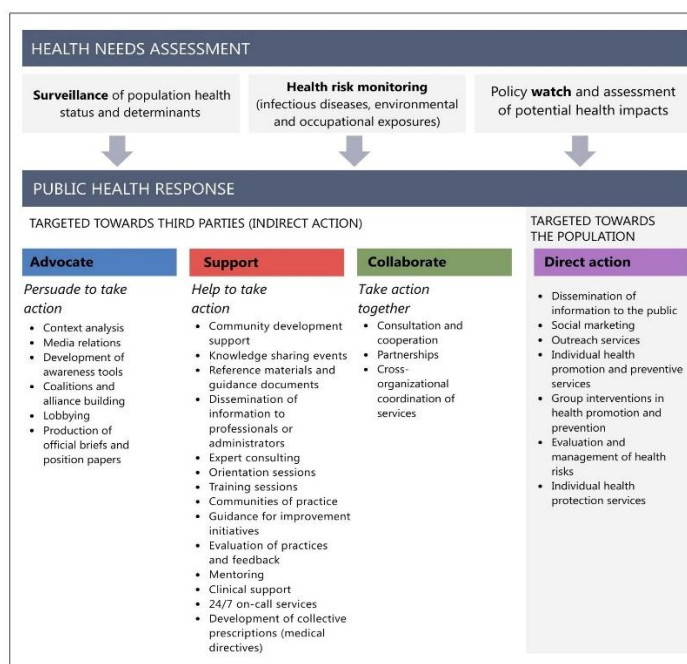 HEALTH NEEDS ASSESSMENT
Surveillance of population health
status and determinants
Health risk monitoring
(infectious diseases, environmental
and occupational exposures)
Policy watch and assessment
of potential health impacts
PUBLIC HEALTH RESPONSE
TARGETED TOWARDS THIRD PARTIES (INDIRECT ACTION)
TARGETED TOWARDS
THE POPULATION
Advocate
Persuade to take
action
• Context analysis
• Media relations
• Development of
awareness tools
• Coalitions and
alliance building
• Lobbying
• Production of
official briefs and
position papers
Support
Help to take
action
• Community development
support
• Knowledge sharing events
• Reference materials and
guidance documents
• Dissemination of
information to
professionals or
administrators
• Expert consulting
• Orientation sessions
• Training sessions
• Communities of practice
• Guidance for improvement
initiatives
• Evaluation of practices
and feedback
• Mentoring
• Clinical support
• 24/7 on-call services
• Development of collective
prescriptions (medical
directives)
Collaborate
Take action
together
• Consultation and
cooperation
• Partnerships
• Cross-
organizational
coordination of
services
Direct action
• Dissemination of
information to the public
• Social marketing
• Outreach services
• Individual health
promotion and preventive
services
• Group interventions in
health promotion and
prevention
• Evaluation and
management of health
risks
• Individual health
protection services